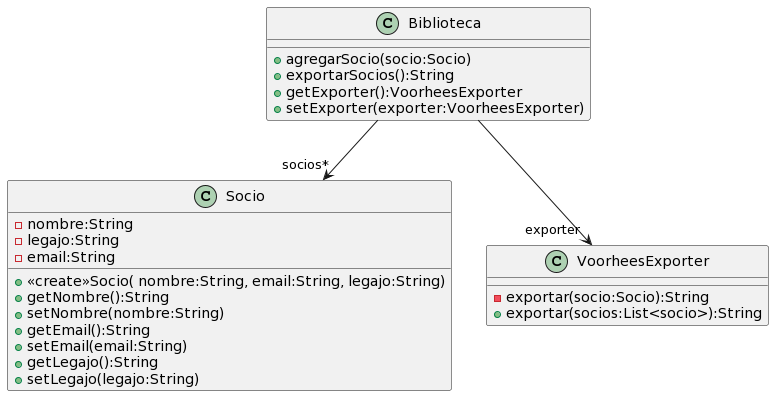 C Biblioteca
agregarSocio(socio:Socio)
exportarSocios():String
getExporter():VoorheesExporter
setExporter(exporter:VoorheesExporter)
socios*
exporter
C Socio
nombre:String
legajo:String
email:String
«create»Socio( nombre:String, email:String, legajo:String)
getNombre():String
setNombre(nombre:String)
getEmail():String
setEmail(email:String)
getLegajo():String
setLegajo(legajo:String)
C VoorheesExporter
exportar(socio:Socio):String
exportar(socios:List<socio>):String